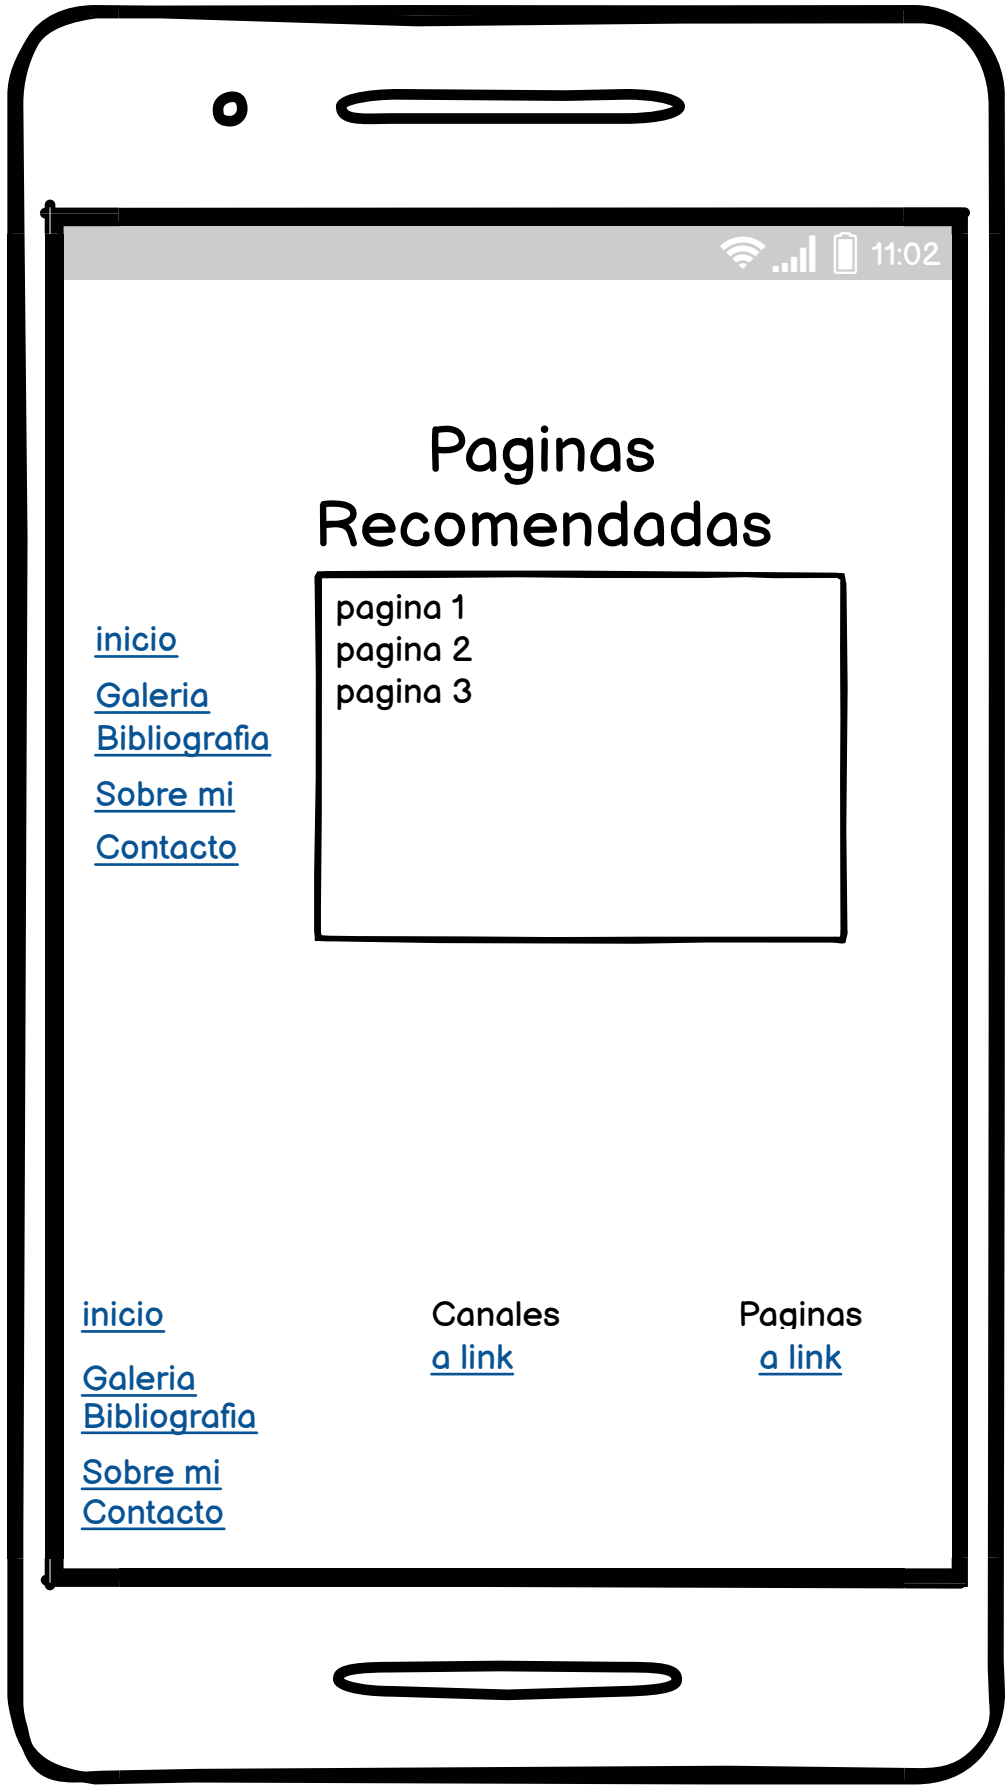 11:02
Paginas
Recomendadas
pagina 1
pagina 2
pagina 3
inicio
Galeria
Bibliografia
Sobre mi
Contacto
inicio
Galeria
Bibliografia
Sobre mi
Contacto
Canales
a link
Paginas
a link